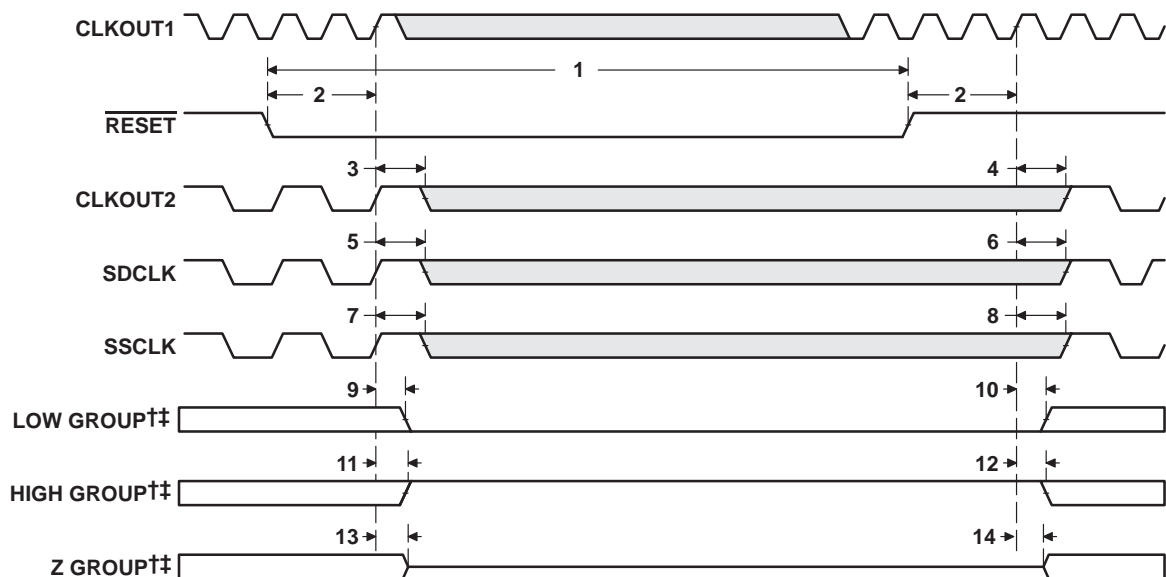 CLKOUT1
1
2 2
RESET
3 4
CLKOUT2
5 6
SDCLK
7 8
SSCLK
9 10
LOW GROUP†‡
11 12
HIGH GROUP†‡
13 14
Z GROUP†‡